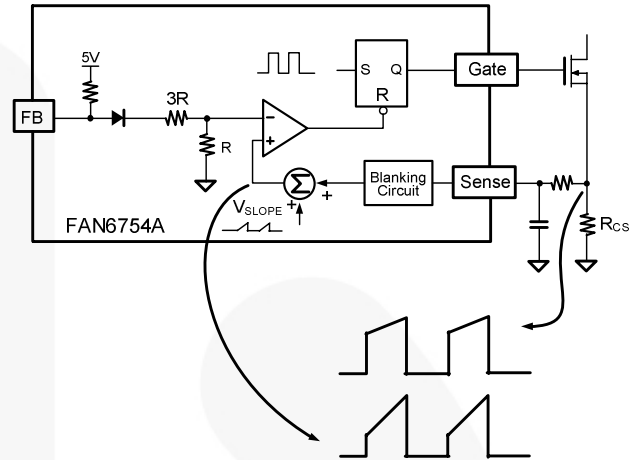 5V
FB
3R
R
S
Q
R
Gate
−
+
Σ
+
+
Blanking
Circuit
Sense
VSLOPE
FAN6754A
RCS